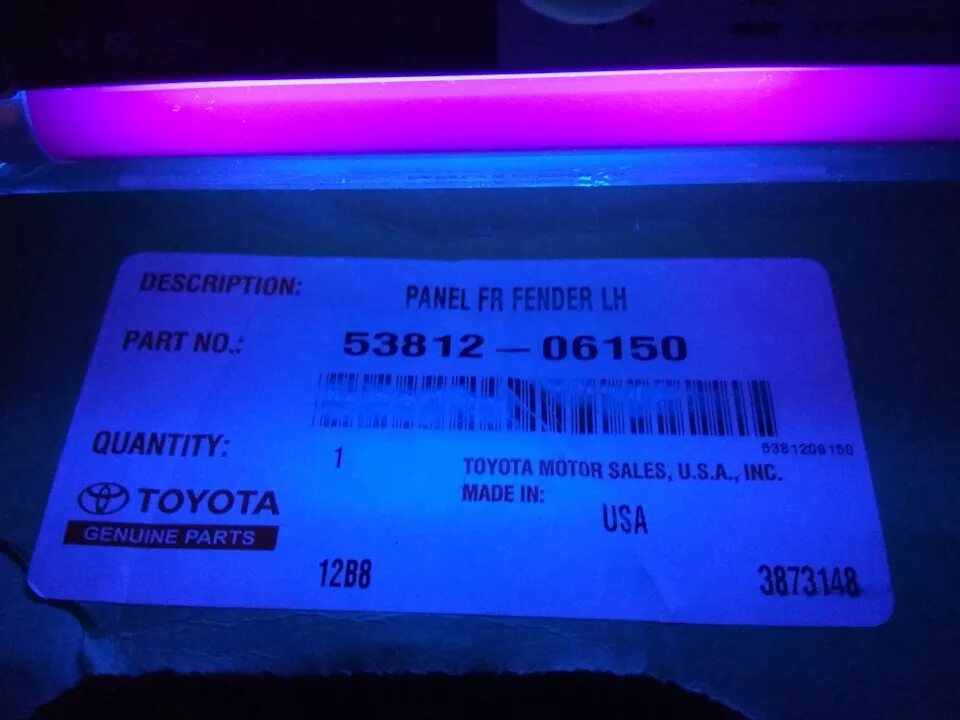 DESCRIPTION: PANEL FR FENDER LH
PART NO.: 53812-06150
5381206150
QUANTITY: 1
TOYOTA MOTOR SALES, U.S.A., INC.
MADE IN:
USA
TOYOTA
GENUINE PARTS
12B8 3873148